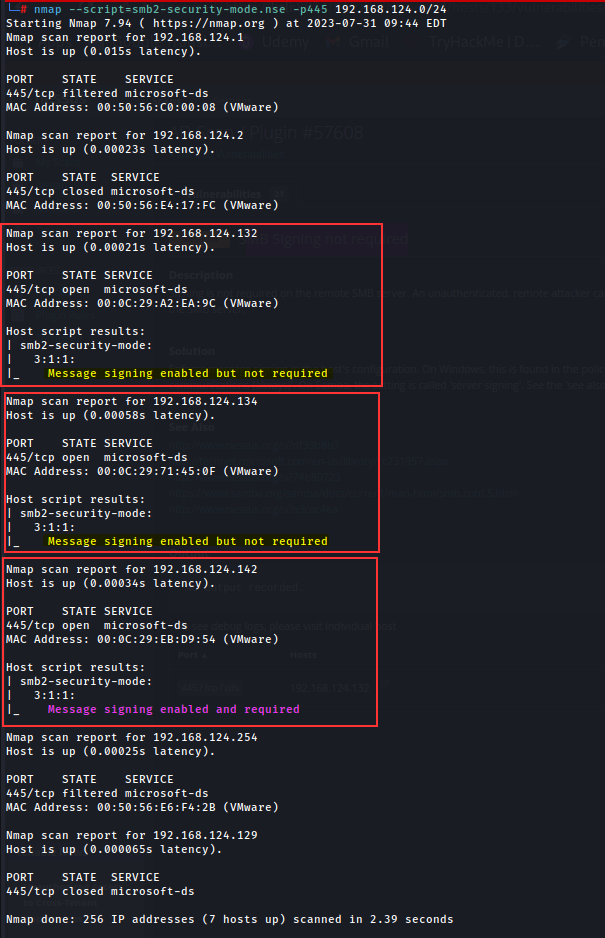 └─# nmap --script=smb2-security-mode.nse -p445 192.168.124.0/24
Starting Nmap 7.94 ( https://nmap.org ) at 2023-07-31 09:44 EDT
Nmap scan report for 192.168.124.1
Host is up (0.015s latency).
PORT    STATE    SERVICE
445/tcp filtered microsoft-ds
MAC Address: 00:50:56:C0:00:08 (VMware)
Nmap scan report for 192.168.124.2
Host is up (0.00023s latency).
PORT    STATE  SERVICE
445/tcp closed microsoft-ds
MAC Address: 00:50:56:E4:17:FC (VMware)
Nmap scan report for 192.168.124.132
Host is up (0.00021s latency).
PORT    STATE SERVICE
445/tcp open  microsoft-ds
MAC Address: 00:0C:29:A2:EA:9C (VMware)
Host script results:
| smb2-security-mode:
|   3:1:1:
|_    Message signing enabled but not required
Nmap scan report for 192.168.124.134
Host is up (0.00058s latency).
PORT    STATE SERVICE
445/tcp open  microsoft-ds
MAC Address: 00:0C:29:71:45:0F (VMware)
Host script results:
| smb2-security-mode:
|   3:1:1:
|_    Message signing enabled but not required
Nmap scan report for 192.168.124.142
Host is up (0.00034s latency).
PORT    STATE SERVICE
445/tcp open  microsoft-ds
MAC Address: 00:0C:29:EB:D9:54 (VMware)
Host script results:
| smb2-security-mode:
|   3:1:1:
|_    Message signing enabled and required
Nmap scan report for 192.168.124.254
Host is up (0.00025s latency).
PORT    STATE    SERVICE
445/tcp filtered microsoft-ds
MAC Address: 00:50:56:E6:F4:2B (VMware)
Nmap scan report for 192.168.124.129
Host is up (0.000065s latency).
PORT    STATE  SERVICE
445/tcp closed microsoft-ds
Nmap done: 256 IP addresses (7 hosts up) scanned in 2.39 seconds